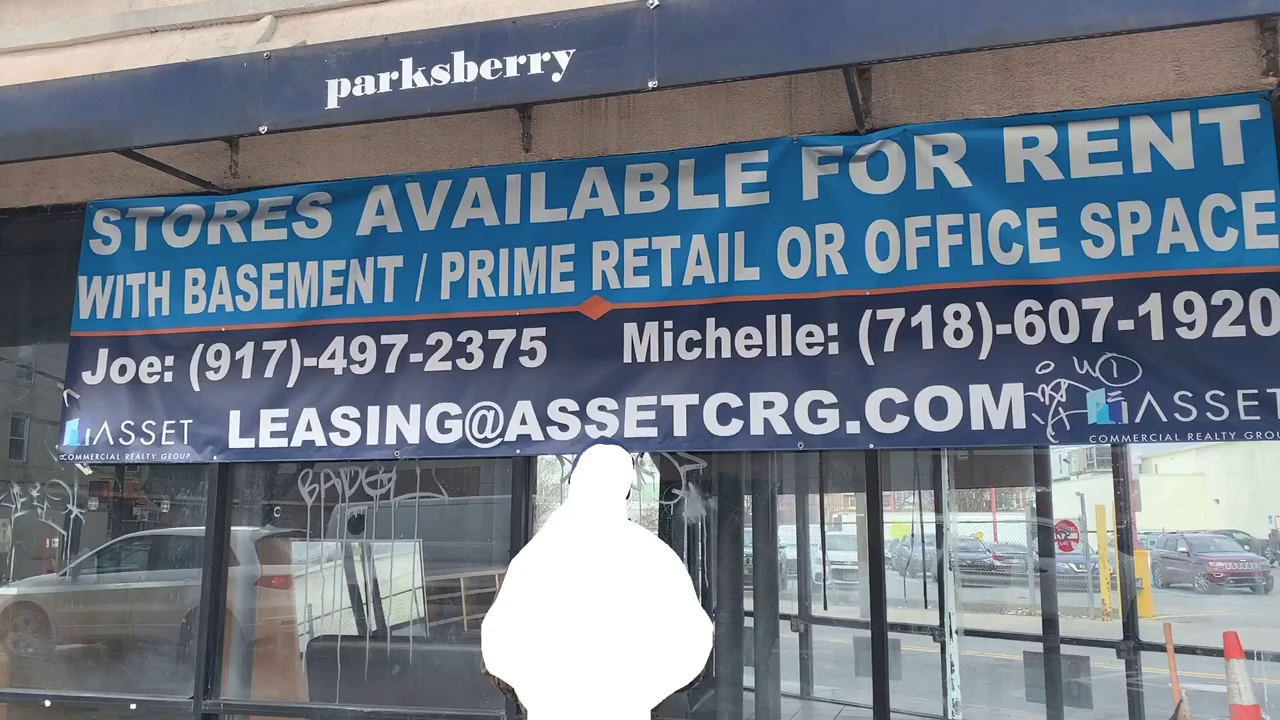 parksberry
STORES AVAILABLE FOR RENT
WITH BASEMENT / PRIME RETAIL OR OFFICE SPACE
Joe: (917)-497-2375 Michelle: (718)-607-1920
LEASING@ASSETCRG.COM
ASSET
COMMERCIAL REALTY GROUP
ASSET
COMMERCIAL REALTY GROU